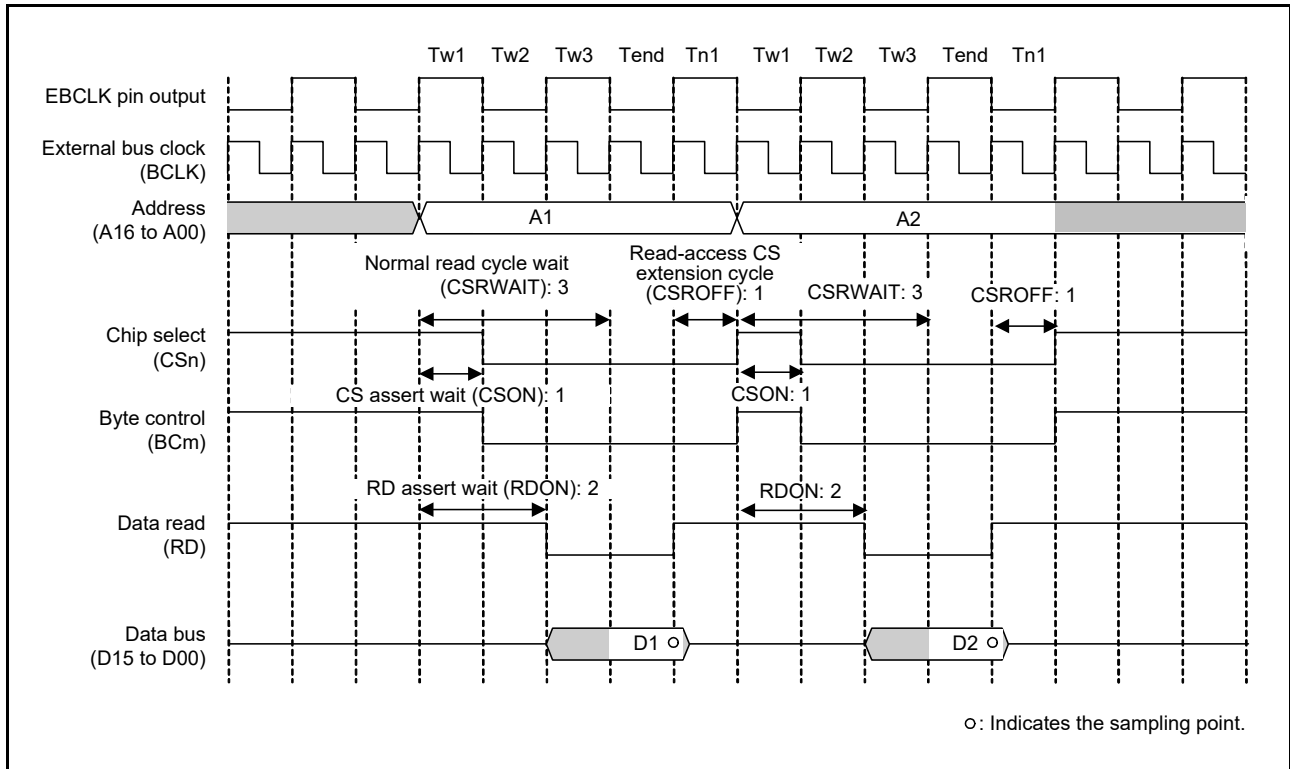 Tw1 Tw2 Tw3 Tend Tn1 Tw1 Tw2 Tw3 Tend Tn1
EBCLK pin output
External bus clock
(BCLK)
Address
(A16 to A00)
A1
A2
Normal read cycle wait
(CSRWAIT): 3
Read-access CS
extension cycle
(CSROFF): 1
CSRWAIT: 3
CSROFF: 1
Chip select
(CSn)
CS assert wait (CSON): 1
CSON: 1
Byte control
(BCm)
RD assert wait (RDON): 2
RDON: 2
Data read
(RD)
Data bus
(D15 to D00)
D1
D2
: Indicates the sampling point.